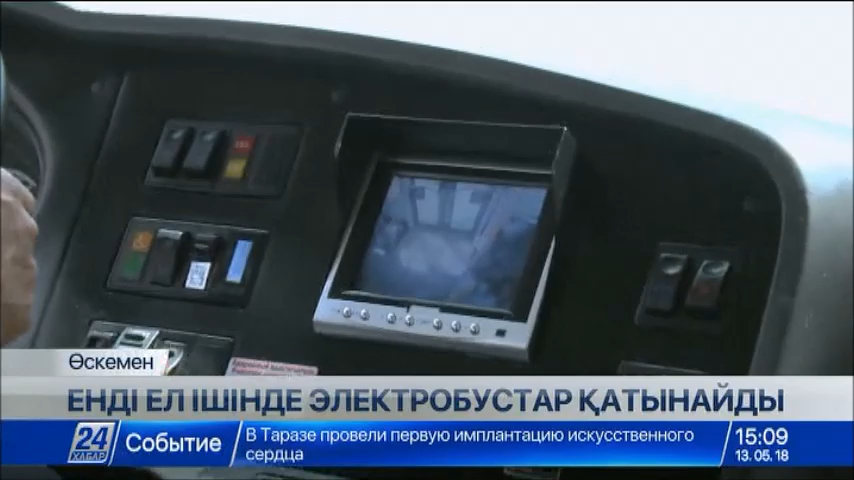 Өскемен
ЕНДІ ЕЛ ІШІНДЕ ЭЛЕКТРОБУСТАР ҚАТЫНАЙДЫ
24
ХАБАР
Событие
В Таразе провели первую имплантацию искусственного
сердца
15:09
13.05.18